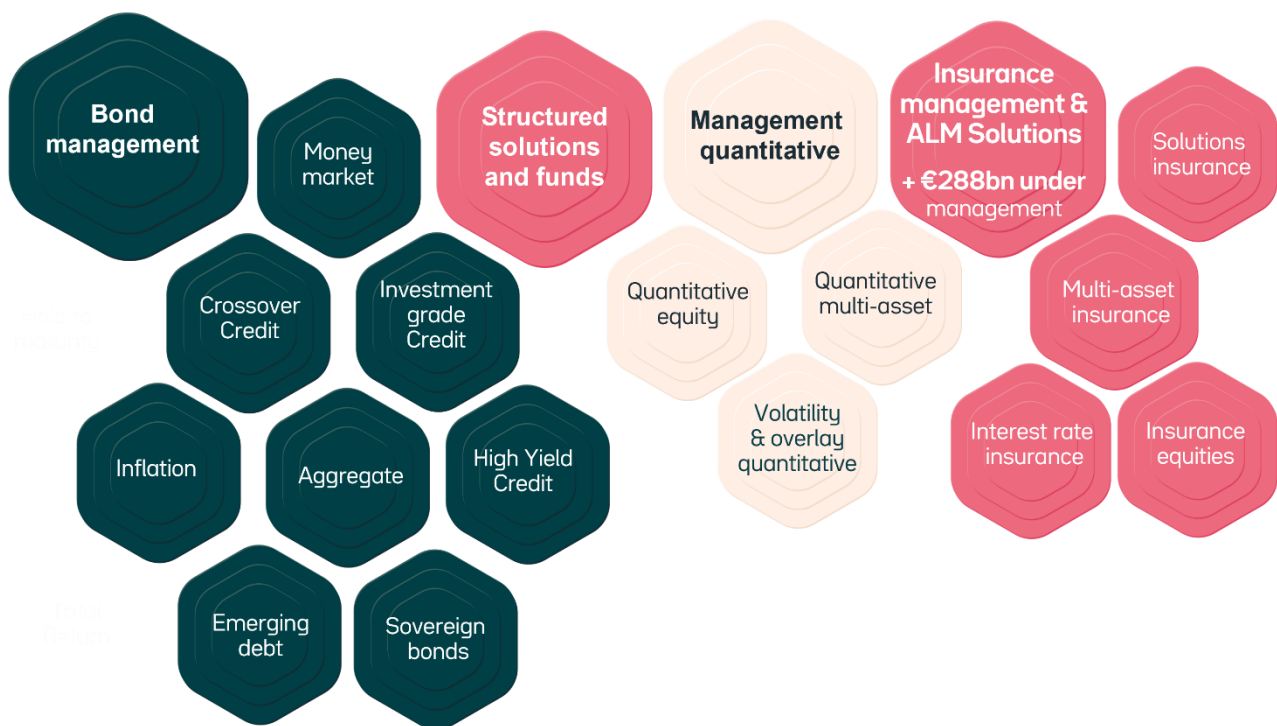 Bond
management
Money
market
Crossover
Credit
Investment
grade
Credit
Inflation
Aggregate
High Yield
Credit
Emerging
debt
Sovereign
bonds
Structured
solutions
and funds
Management
quantitative
Quantitative
equity
Quantitative
multi-asset
Volatility
& overlay
quantitative
Insurance
management &
ALM Solutions
+ €288bn under
management
Solutions
insurance
Multi-asset
insurance
Interest rate
insurance
Insurance
equities